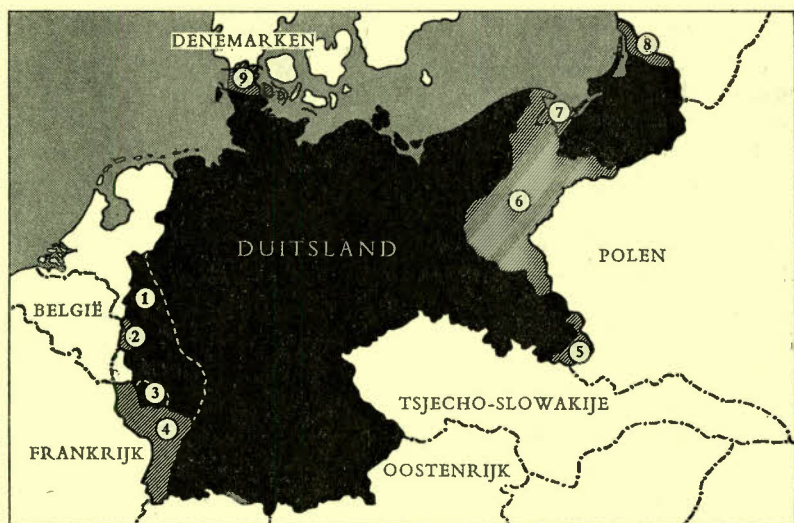 DENEMARKEN
9
8
7
6
DUITSLAND
POLEN
1
BELGIË
2
5
3
TSJECHO-SLOWAKIJE
4
FRANKRIJK
OOSTENRIJK